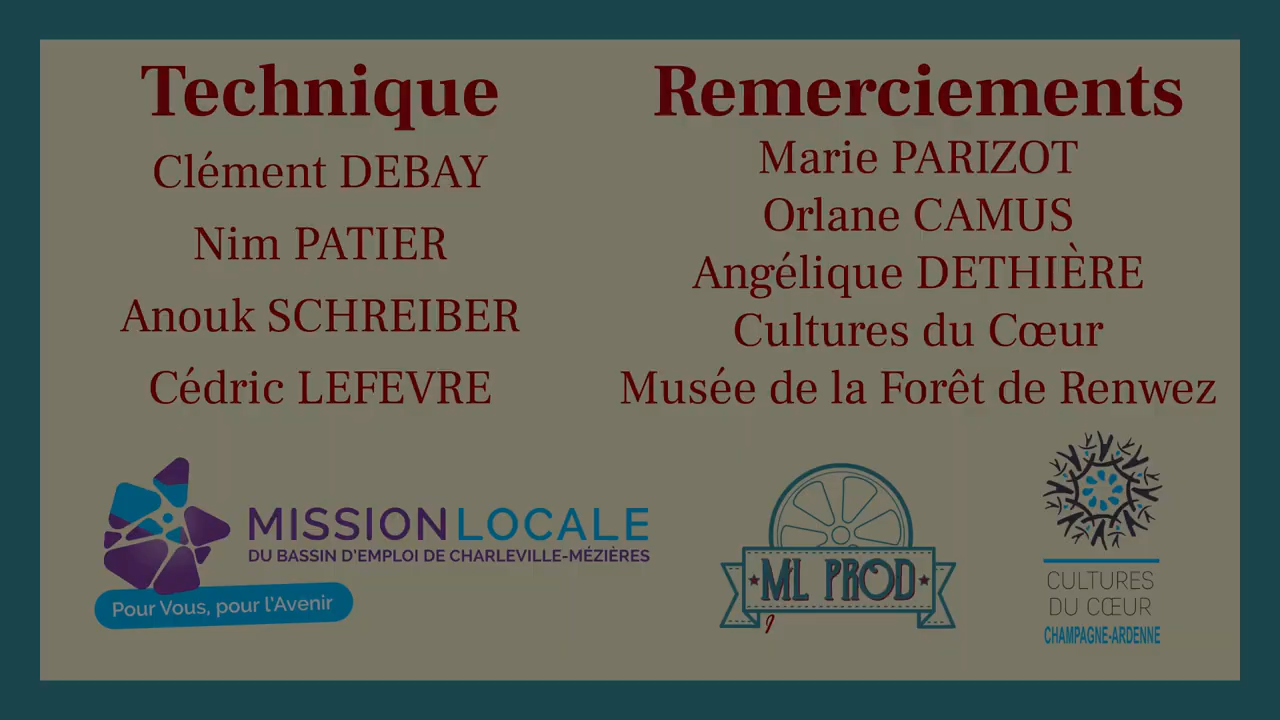 Technique
Clément DEBAY
Nim PATIER
Anouk SCHREIBER
Cédric LEFEVRE
Remerciements
Marie PARIZOT
Orlane CAMUS
Angélique DETHIÈRE
Cultures du Cœur
Musée de la Forêt de Renwez
MISSION LOCALE
DU BASSIN D'EMPLOI DE CHARLEVILLE-MÉZIÈRES
Pour Vous, pour l'Avenir
ML PROD
CULTURES
DU CŒUR
CHAMPAGNE-ARDENNE